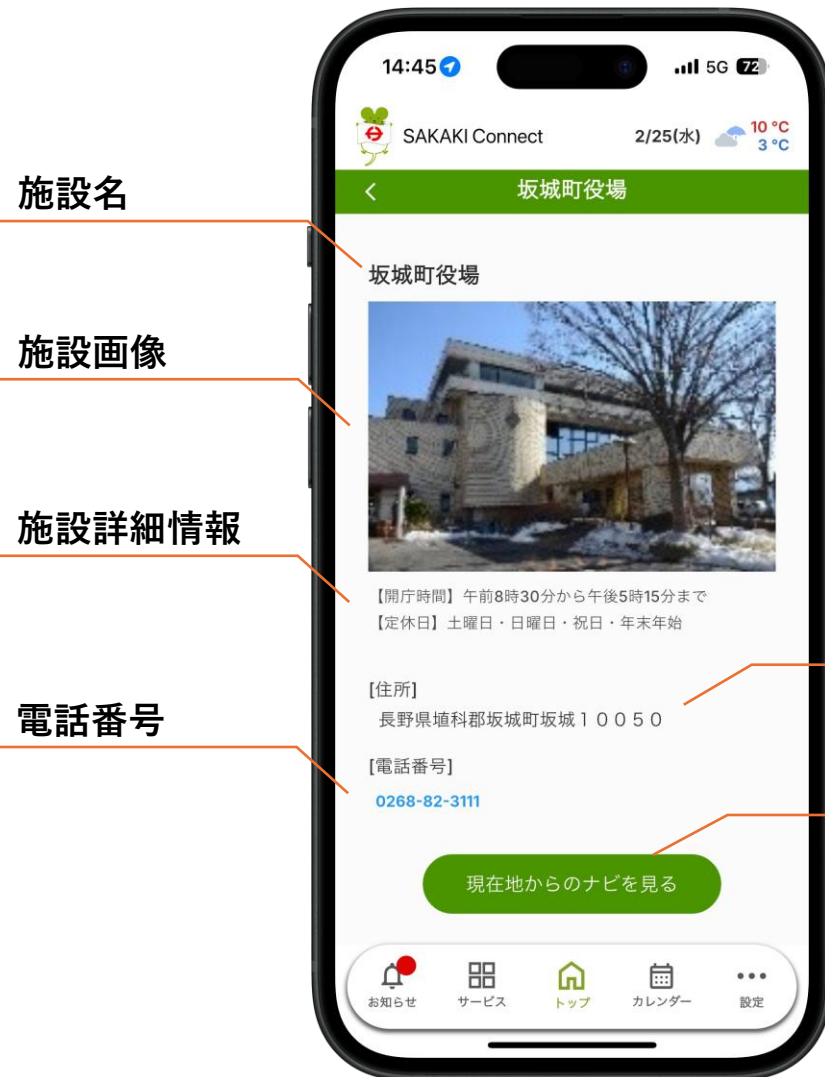 14:45
5G 72
SAKAKI Connect 2/25(水) 10 °C
3 °C
坂城町役場
施設名
坂城町役場
施設画像
施設詳細情報
【開庁時間】午前8時30分から午後5時15分まで
【定休日】土曜日・日曜日・祝日・年末年始
[住所]
長野県埴科郡坂城町坂城10050
電話番号
[電話番号]
0268-82-3111
現在地からのナビを見る
お知らせ サービス トップ カレンダー 設定